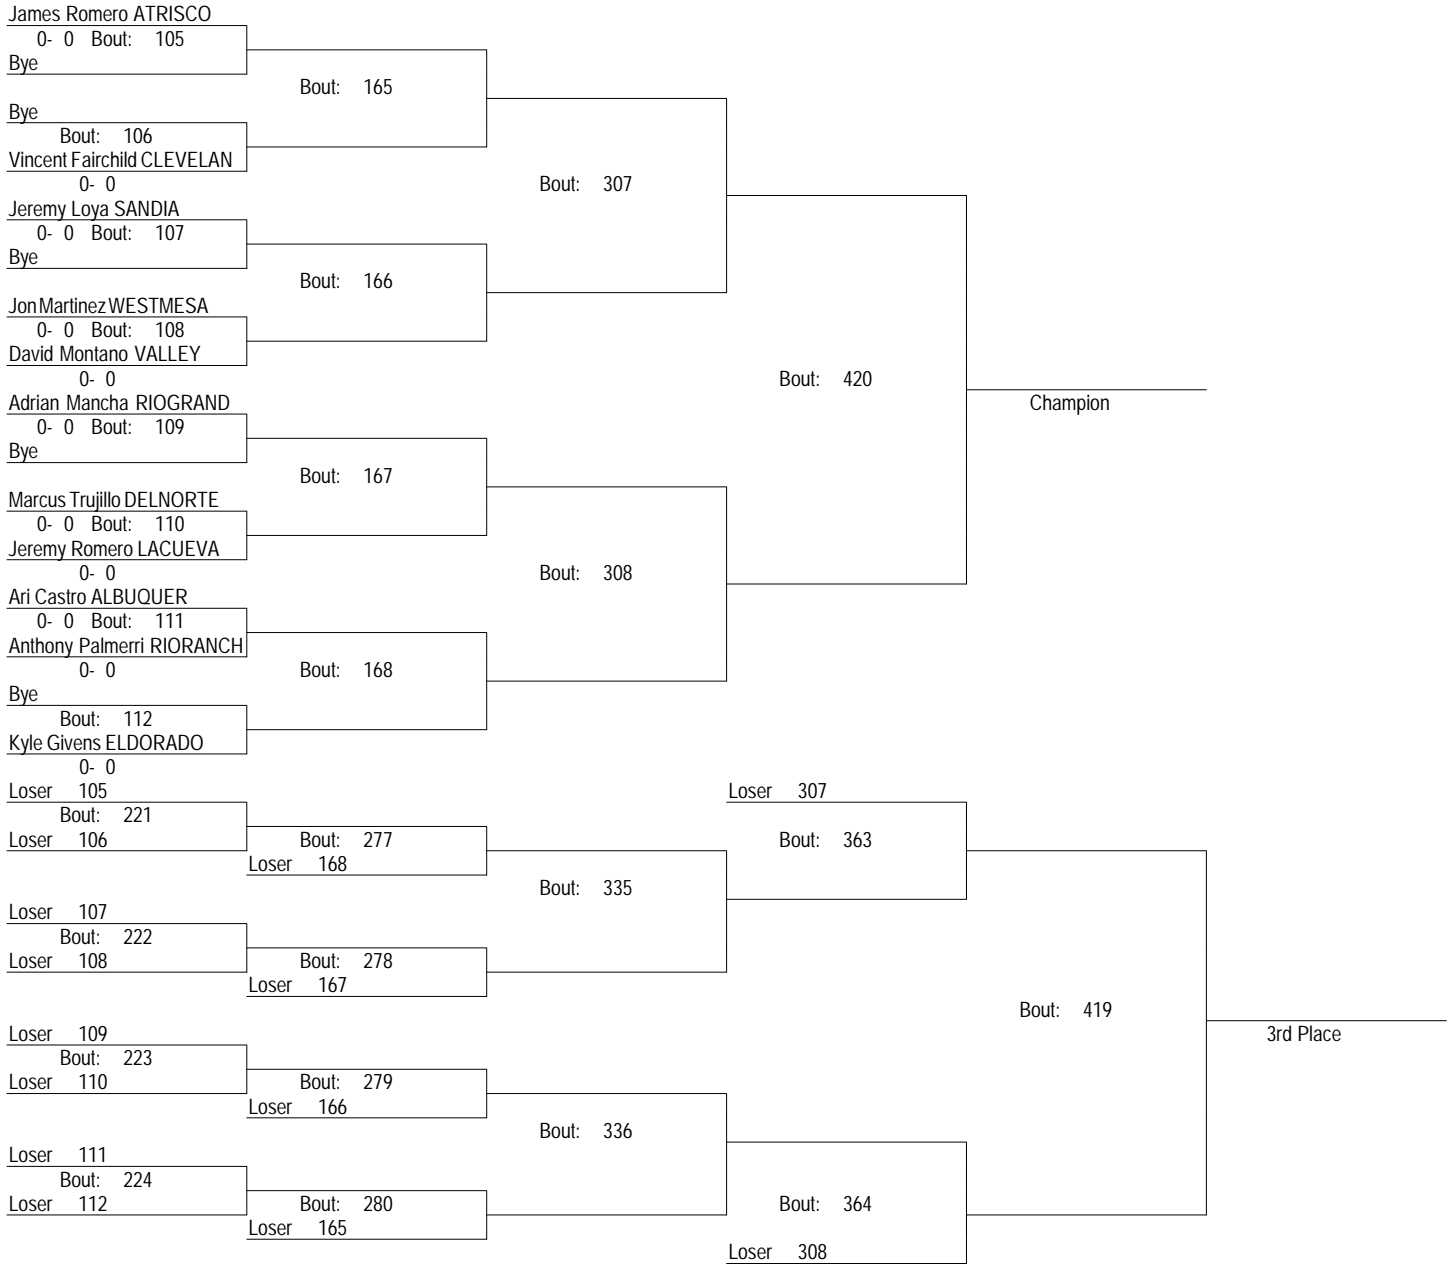 James Romero ATRISCO
0- 0 Bout: 105
Bye
Bout: 165
Bye
Bout: 106
Vincent Fairchild CLEVELAN
0- 0
Bout: 307
Jeremy Loya SANDIA
0- 0 Bout: 107
Bye
Bout: 166
Jon Martinez WESTMESA
0- 0 Bout: 108
David Montano VALLEY
0- 0
Bout: 420
Adrian Mancha RIOGRAND
Champion
0- 0 Bout: 109
Bye
Bout: 167
Marcus Trujillo DELNORTE
0- 0 Bout: 110
Jeremy Romero LACUEVA
0- 0
Bout: 308
Ari Castro ALBUQUER
0- 0 Bout: 111
Anthony Palmerri RIORANCH
0- 0
Bout: 168
Bye
Bout: 112
Kyle Givens ELDORADO
0- 0
Loser 105
Loser 307
Bout: 221
Loser 106
Bout: 277
Bout: 363
Loser 168
Bout: 335
Loser 107
Bout: 222
Loser 108
Bout: 278
Loser 167
Bout: 419
Loser 109
3rd Place
Bout: 223
Loser 110
Bout: 279
Loser 166
Bout: 336
Loser 111
Bout: 224
Loser 112
Bout: 280
Bout: 364
Loser 165
Loser 308